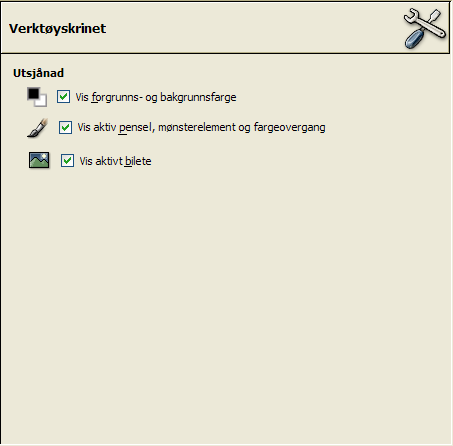 Verktøyskrinet
Utsjånad
Vis forgrunns- og bakgrunnsfarge
Vis aktiv pensel, mønsterelement og fargeovergang
Vis aktivt bilete